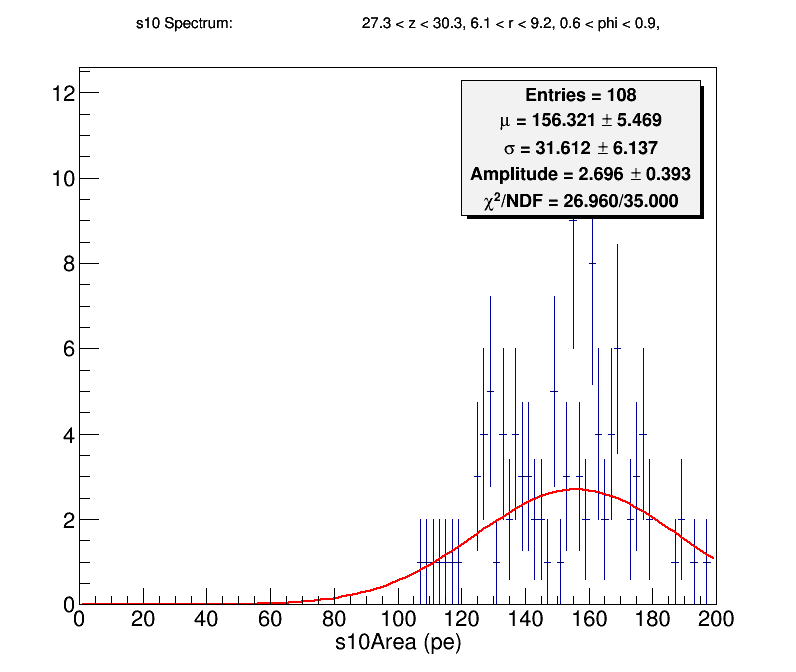 s10 Spectrum: 27.3 < z < 30.3, 6.1 < r < 9.2, 0.6 < phi < 0.9,
Entries = 108
μ = 156.321 ± 5.469
σ = 31.612 ± 6.137
Amplitude = 2.696 ± 0.393
χ²/NDF = 26.960/35.000
12
10
8
6
4
2
0
0 20 40 60 80 100 120 140 160 180 200
s10Area (pe)